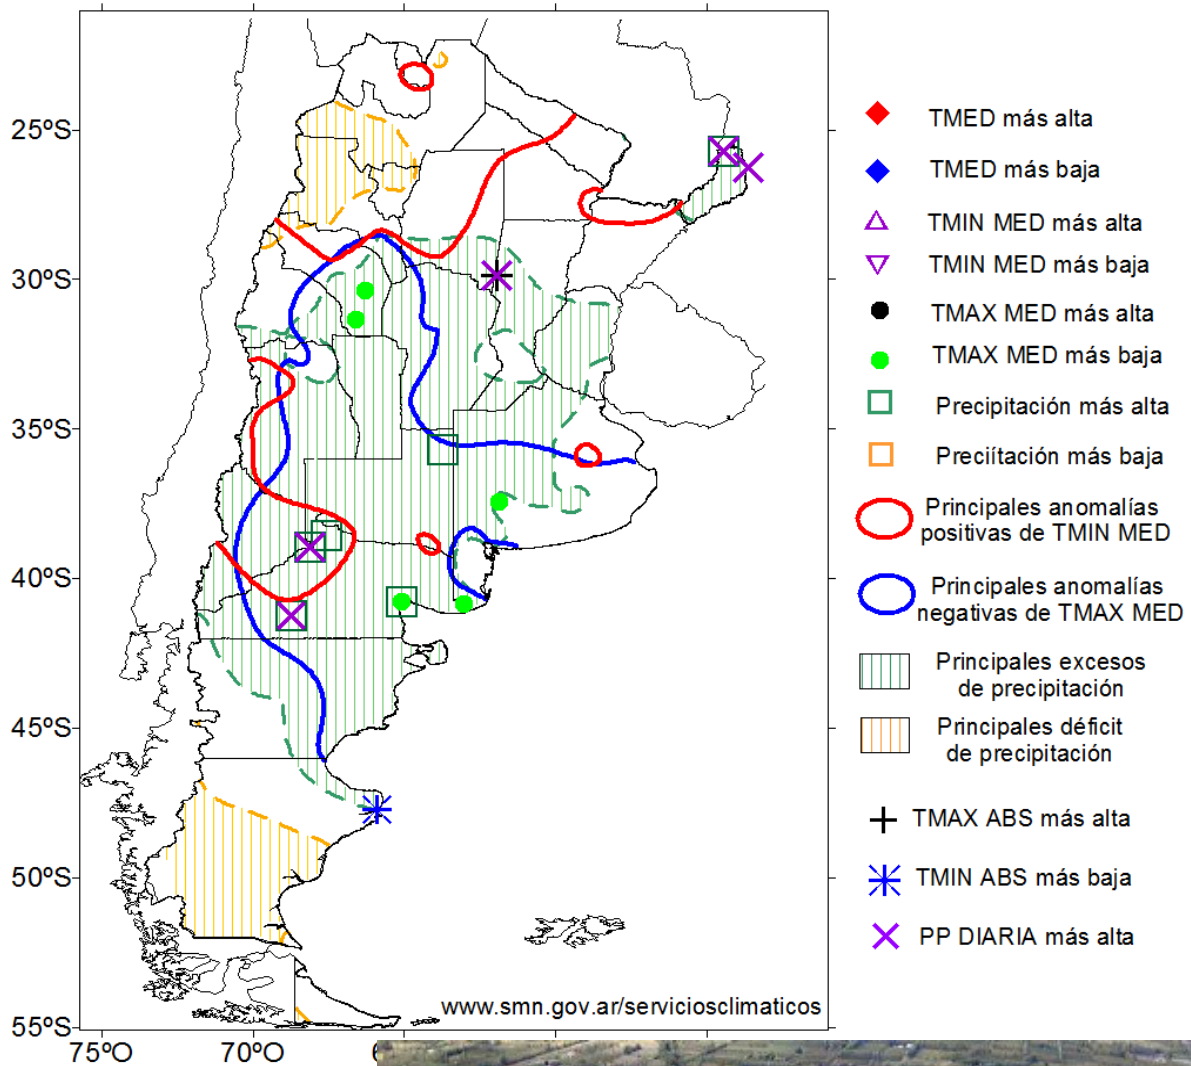 25ºS
30ºS
35ºS
40ºS
45ºS
50ºS
55ºS
75ºO
70ºO
6
www.smn.gov.ar/serviciosclimaticos
TMED más alta
TMED más baja
TMIN MED más alta
TMIN MED más baja
TMAX MED más alta
TMAX MED más baja
Precipitación más alta
Preciítación más baja
Principales anomalías
positivas de TMIN MED
Principales anomalías
negativas de TMAX MED
Principales excesos
de precipitación
Principales déficit
de precipitación
TMAX ABS más alta
TMIN ABS más baja
PP DIARIA más alta